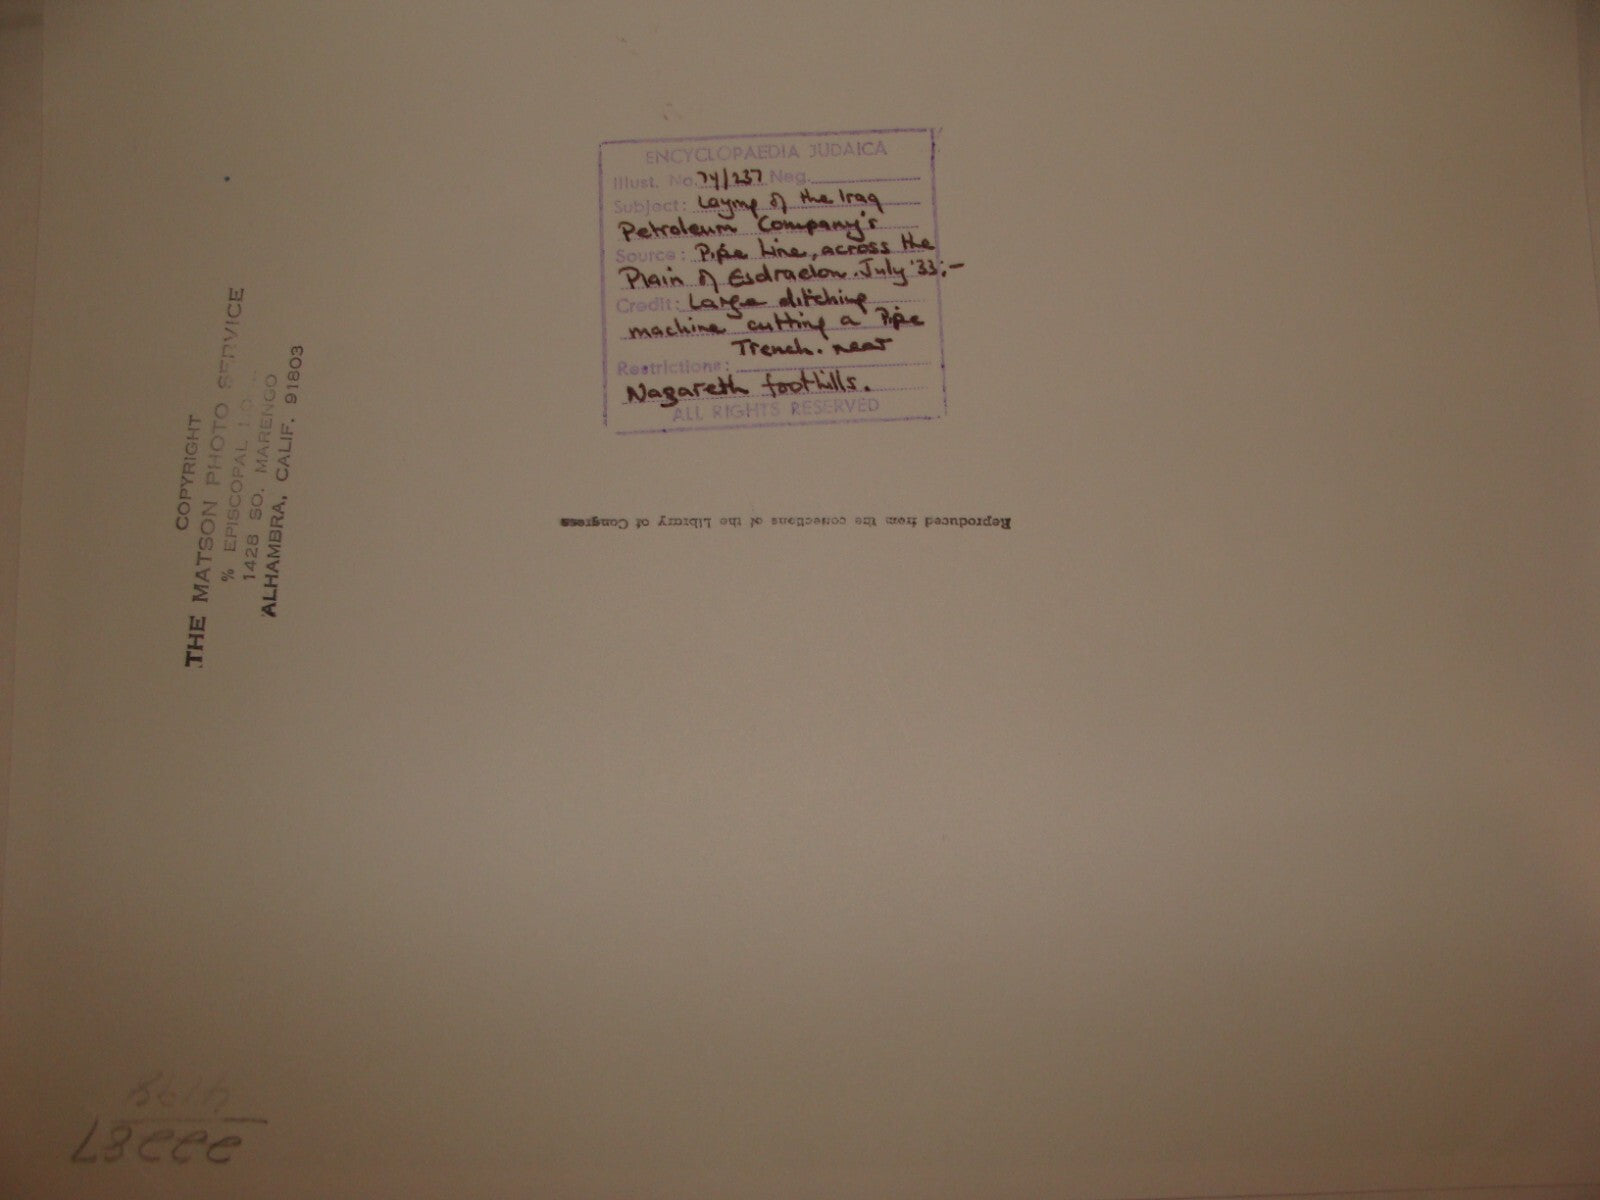 ENCYCLOPAEDIA JUDAICA
Illust. No. 74/237 Neg.
Subject: Laying of the Iraq
Petroleum Company's
Source: Pipe Line, across the
Plain of Esdraelon. July '33:-
Credit: Large ditching
machine cutting a Pipe
Trench. near
Restrictions:
Nazareth foothills.
ALL RIGHTS RESERVED
COPYRIGHT
THE MATSON PHOTO SERVICE
% EPISCOPAL
1428 SO. MARENGO
ALHAMBRA, CALIF. 91803
Reproduced from the collections of the Library of Congress